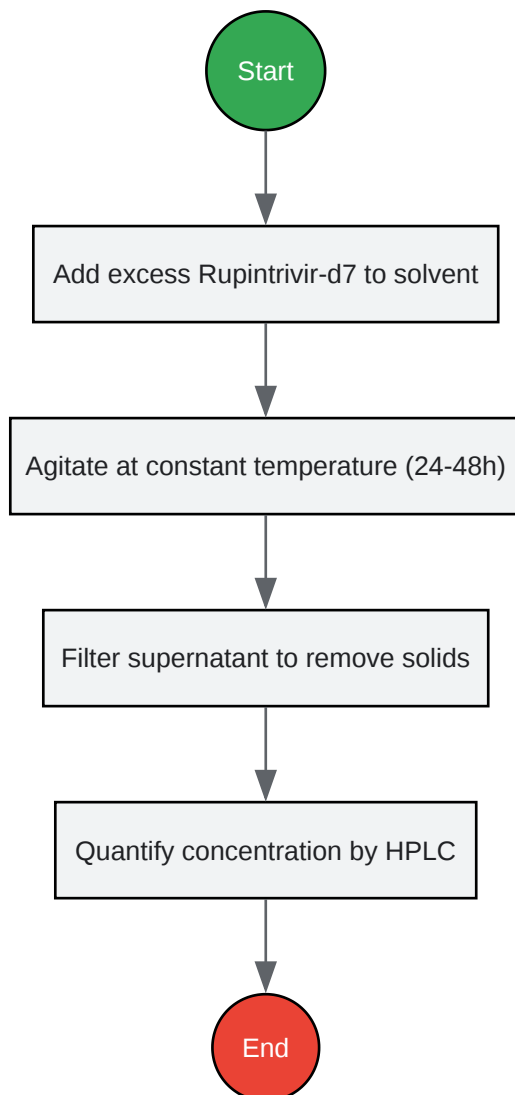 Start
Add excess Rupintrivir-d7 to solvent
Agitate at constant temperature (24-48h)
Filter supernatant to remove solids
Quantify concentration by HPLC
End